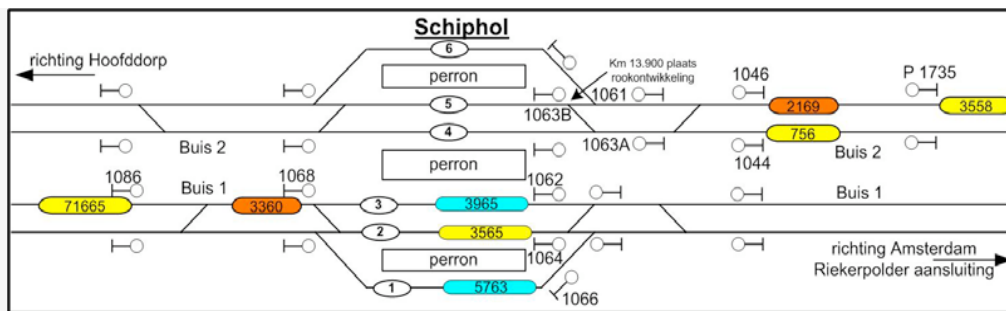 Schiphol
richting Hoofddorp
6
perron
Km 13.900 plaats
rookontwikkeling
1061
1046
P 1735
5
1063B
2169
3558
4
Buis 2
1063A
756
1044
Buis 2
perron
1086
Buis 1
1068
1062
Buis 1
71665
3360
3
3965
2
3565
perron
1064
richting Amsterdam
Riekerpolder aansluiting
1
5763
1066